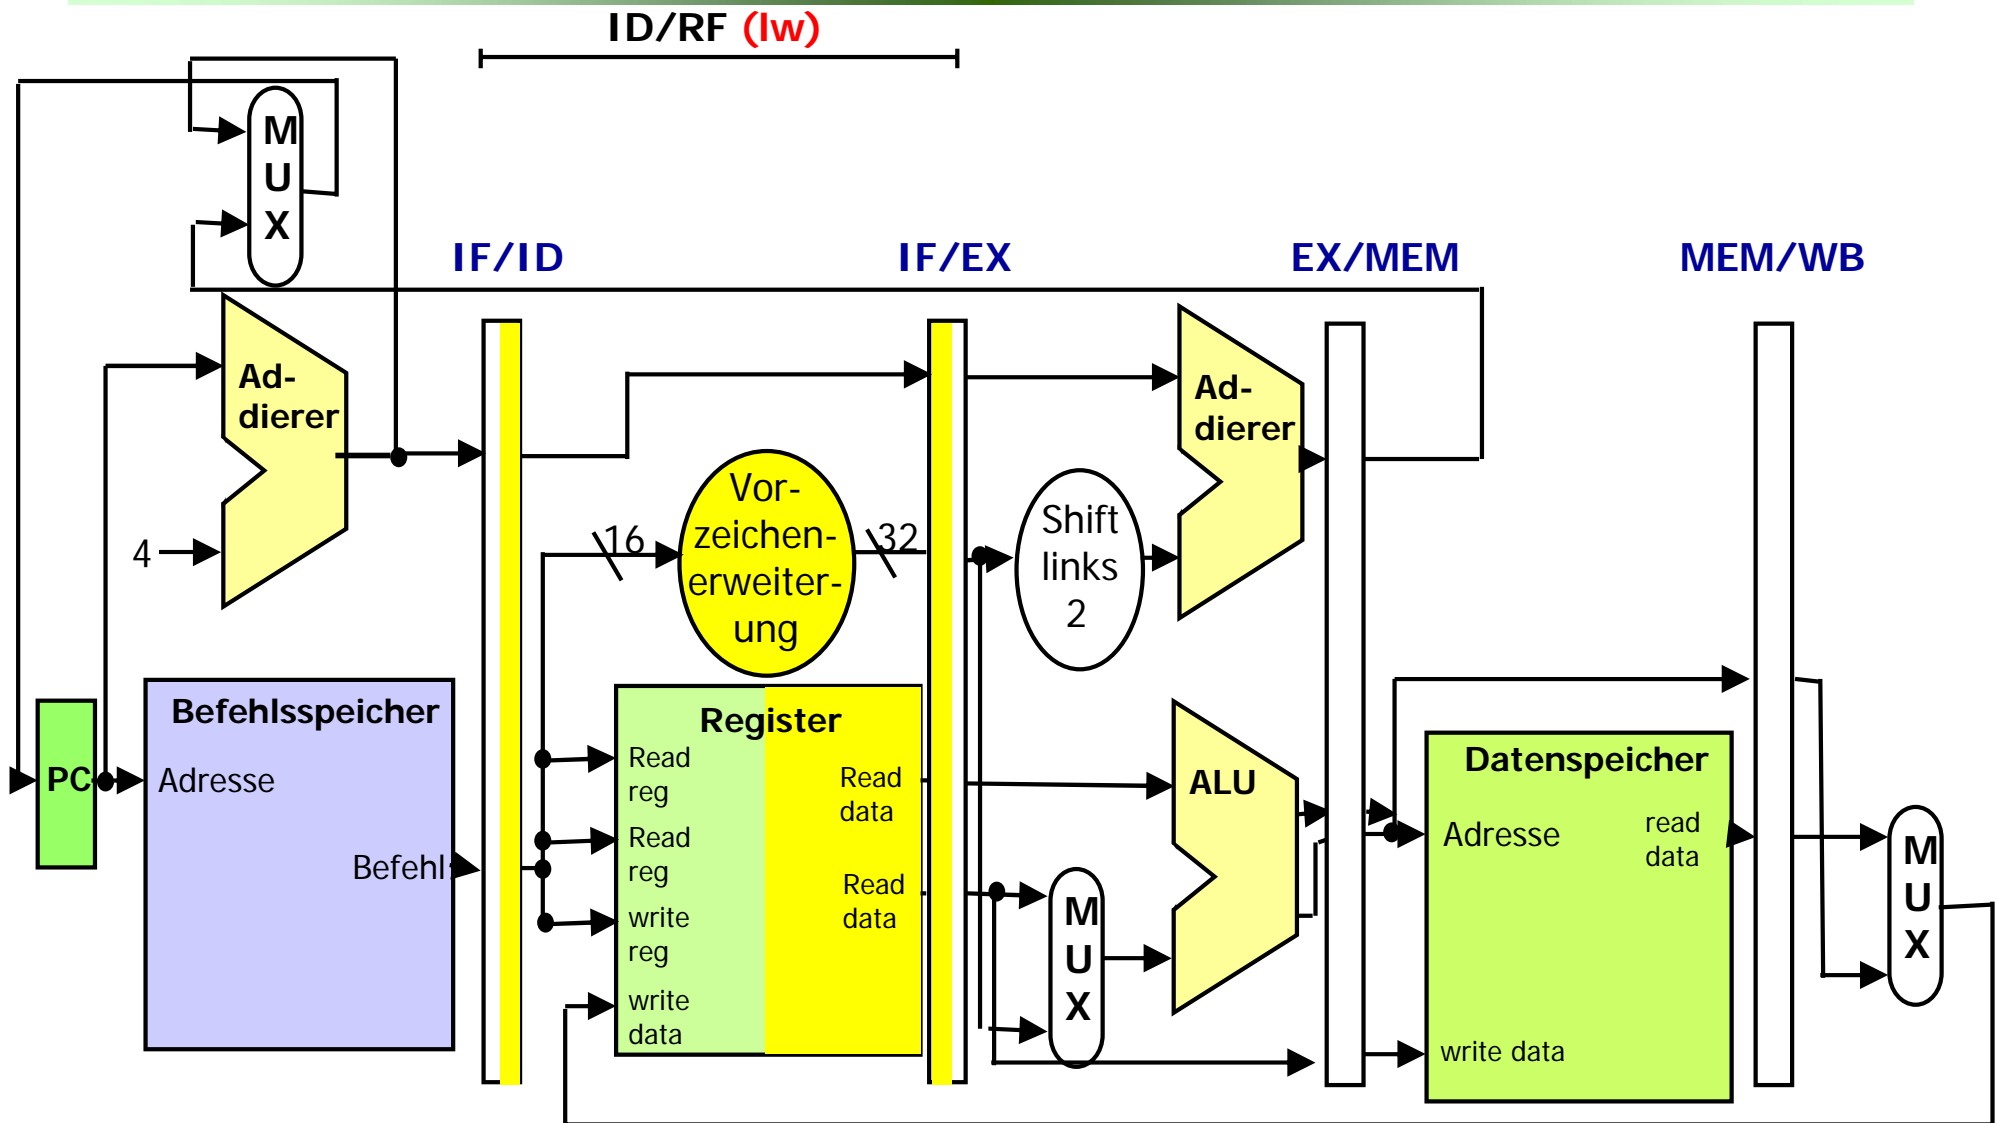 ID/RF (lw)
M
U
X
IF/ID
IF/EX
EX/MEM
MEM/WB
Ad-
dierer
4
16
Vor-
zeichen-
erweiter-
ung
32
Shift
links
2
Ad-
dierer
PC
Befehlsspeicher
Adresse
Befehl
Register
Read
reg
Read
reg
write
reg
write
data
Read
data
Read
data
M
U
X
ALU
Datenspeicher
Adresse
read
data
write data
M
U
X